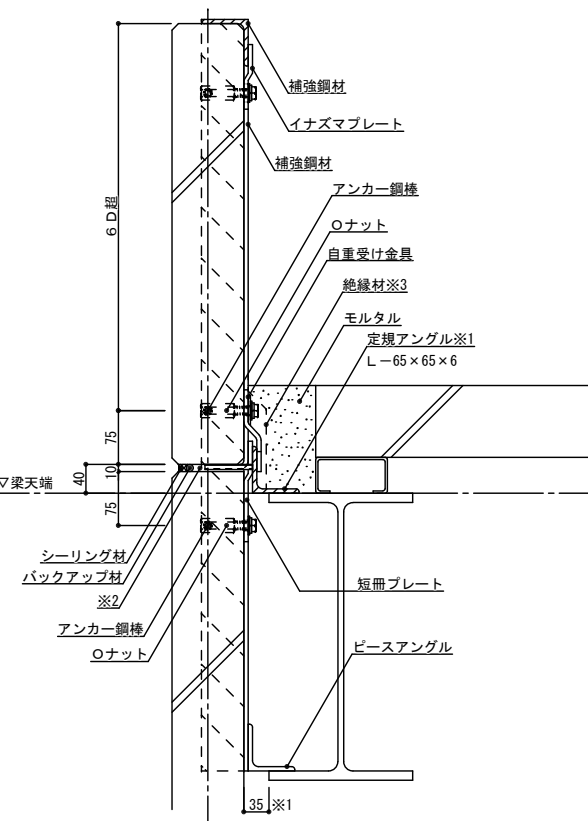 補強鋼材
イナズマプレート
補強鋼材
アンカー鋼棒
Oナット
自重受け金具
絶縁材※3
モルタル
定規アングル※1
L－65×65×6
6D超
75
10
40
75
▽梁天端
シーリング材
バックアップ材
※2
アンカー鋼棒
Oナット
短冊プレート
ピースアングル
35 ※1